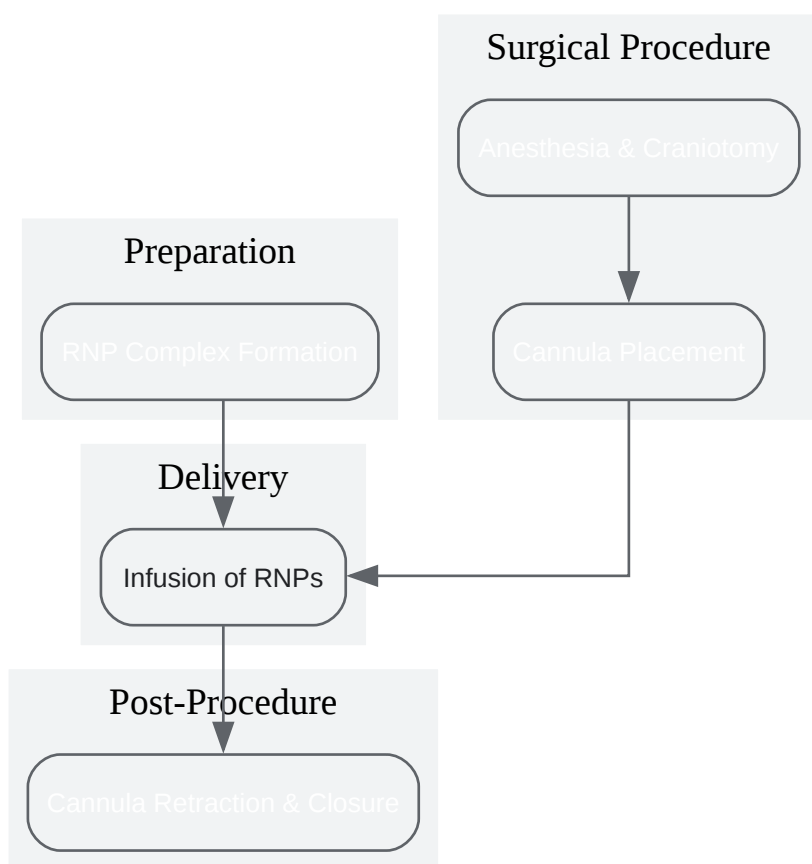 Surgical Procedure
Anesthesia & Craniotomy
Preparation
RNP Complex Formation
Cannula Placement
Delivery
Infusion of RNPs
Post-Procedure
Cannula Retraction & Closure